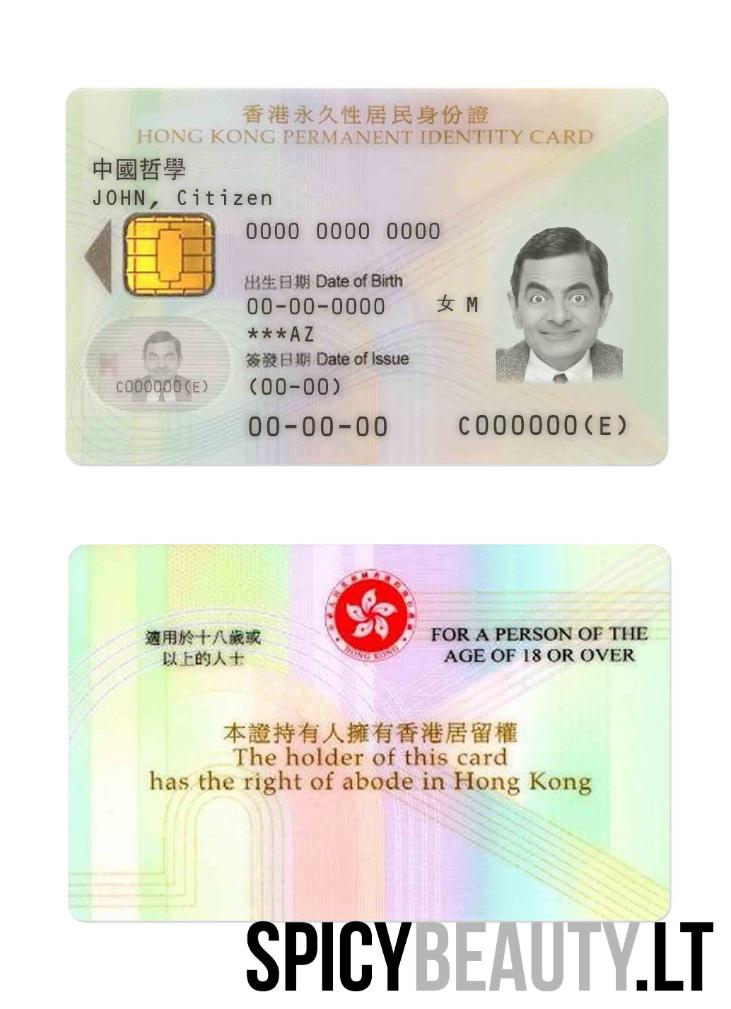 香港永久性居民身份證
HONG KONG PERMANENT IDENTITY CARD
中國哲學
JOHN, Citizen
0000 0000 0000
出生日期 Date of Birth
00-00-0000 女 M
***AZ
簽發日期 Date of Issue
C000000(E)
(00-00)
00-00-00 C000000(E)
適用於十八歲或
以上的人士
HONG KONG
FOR A PERSON OF THE
AGE OF 18 OR OVER
本證持有人擁有香港居留權
The holder of this card
has the right of abode in Hong Kong
SPICYBEAUTY.LT